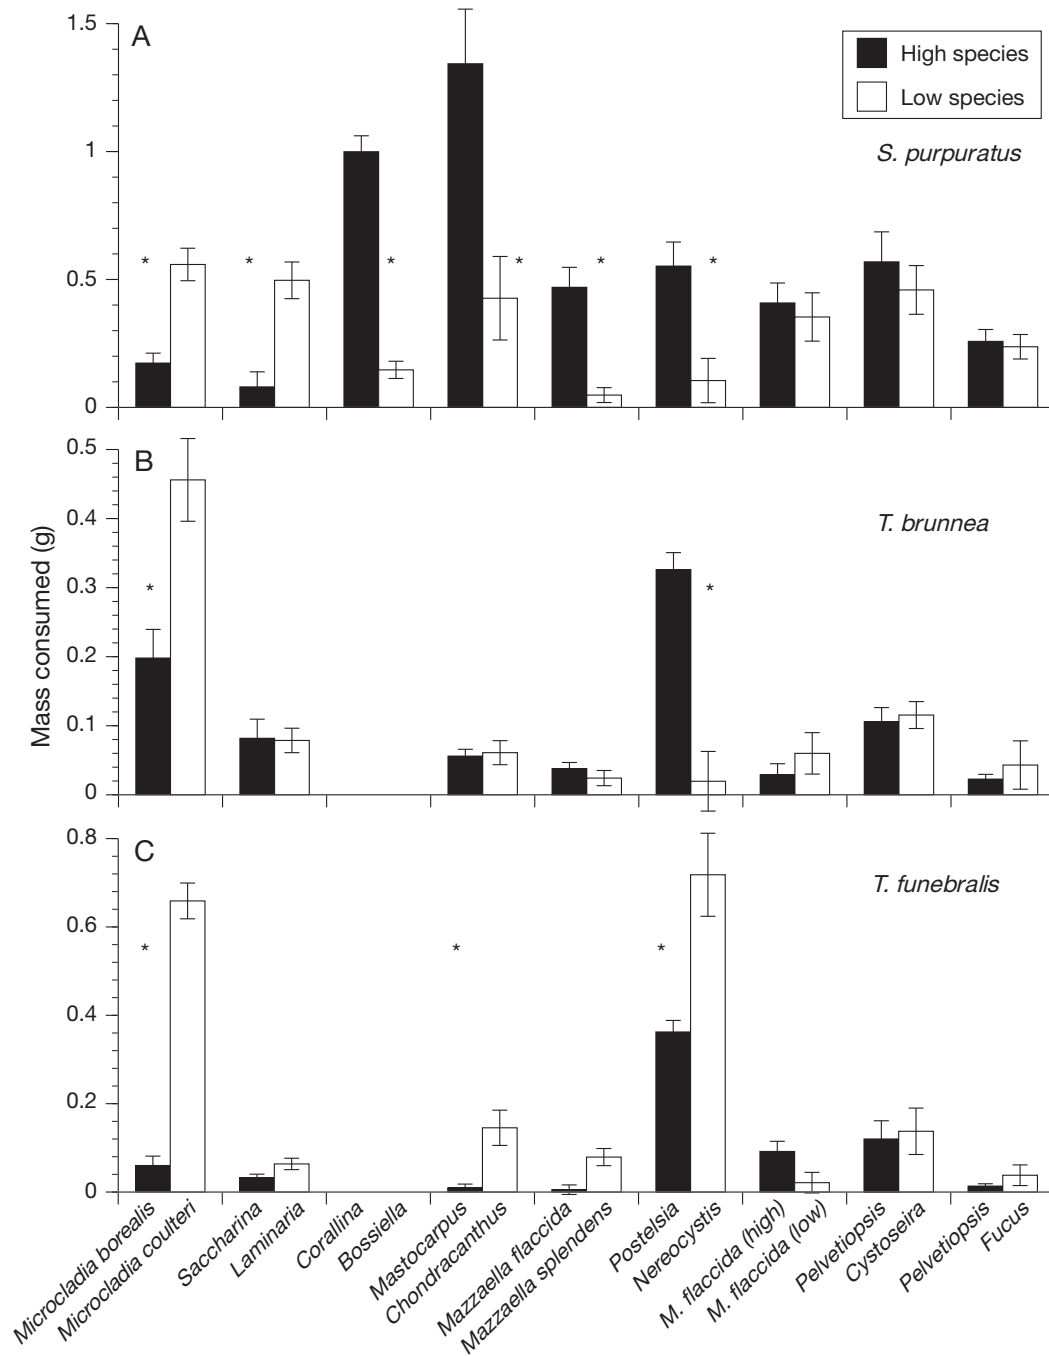 A
High species
Low species
S. purpuratus
1.5
1
0.5
0
* * * * * *
B
T. brunnea
0.5
0.4
0.3
0.2
0.1
0
* *
Mass consumed (g)
C
T. funebralis
0.8
0.6
0.4
0.2
0
* * *
Microcladia borealis
Microcladia coulteri
Saccharina
Laminaria
Corallina
Bossiella
Mastocarpus
Chondracanthus
Mazzaella flaccida
Mazzaella splendens
Postelsia
Nereocystis
M. flaccida (high)
M. flaccida (low)
Pelvetiopsis
Cystoseira
Pelvetiopsis
Fucus